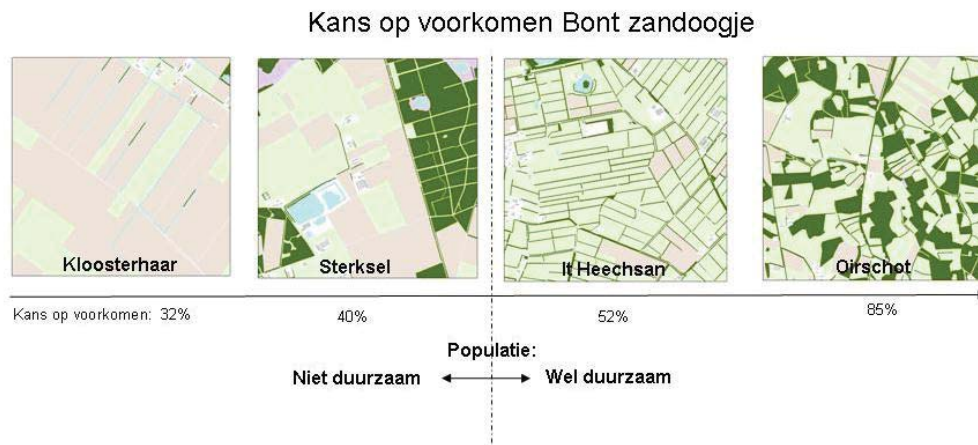 Kans op voorkomen Bont zandoogje
Kloosterhaar
Sterksel
It Heechsan
Oirschot
Kans op voorkomen: 32%
40%
52%
85%
Populatie:
Niet duurzaam
Wel duurzaam